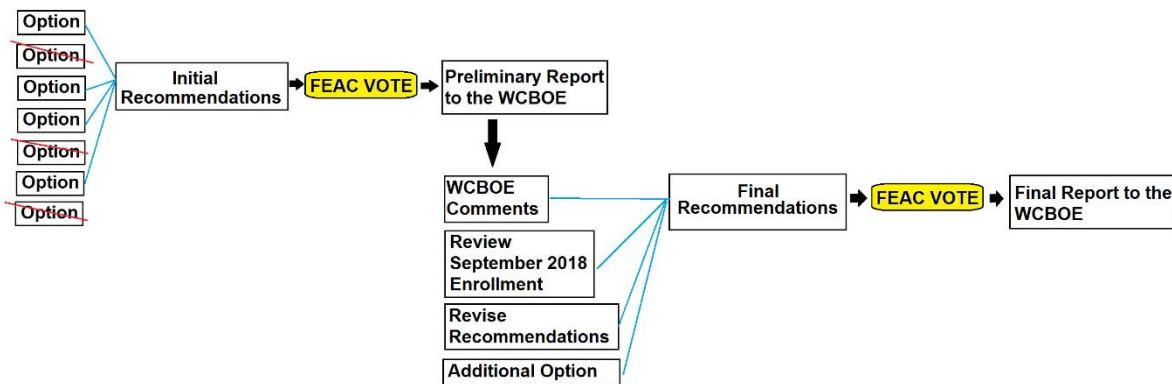 Option
Option
Option
Option
Option
Option
Option
Initial
Recommendations
FEAC VOTE
Preliminary Report
to the WCBOE
WCBOE
Comments
Review
September 2018
Enrollment
Revise
Recommendations
Additional Option
Final
Recommendations
FEAC VOTE
Final Report to the
WCBOE